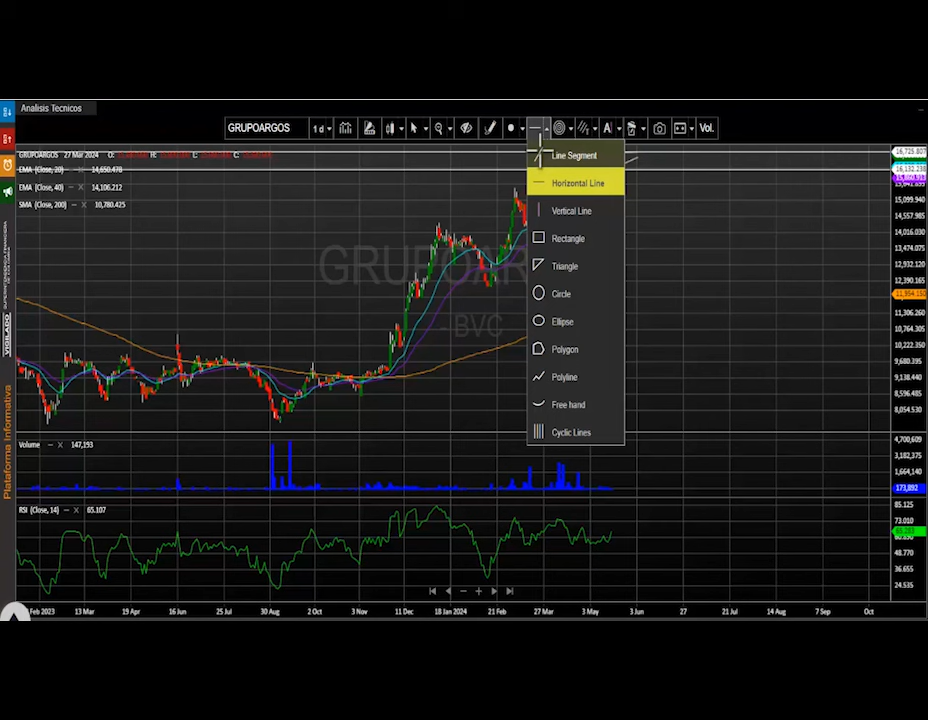 Analisis Tecnicos
GRUPOARGOS 1 d A Vol.
GRUPOARGOS 27 Mar 2024 O: H: L: C:
EMA (Close, 20) 14,650.478
EMA (Close, 40) 14,106.212
SMA (Close, 200) 10,780.425
Line Segment
Horizontal Line
Vertical Line
Rectangle
Triangle
Circle
Ellipse
Polygon
Polyline
Free hand
Cyclic Lines
- BVC
16,725.807
16,132.238
14,899.940
14,557.985
14,016.030
13,474.075
12,932.120
12,390.165
11,306.260
10,764.305
10,222.350
9,680.395
9,138.440
8,596.485
8,054.530
Volume 147,193
4,700,609
3,182,375
1,664,140
173,892
RSI (Close, 14) 65.107
85.125
73.010
48.770
36.655
24.535
Feb 2023 13 Mar 19 Apr 16 Jun 25 Jul 30 Aug 2 Oct 3 Nov 11 Dec 18 Jan 2024 21 Feb 27 Mar 3 May 3 Jun 27 21 Jul 14 Aug 7 Sep Oct
VIGILADO
Plataforma Informativa